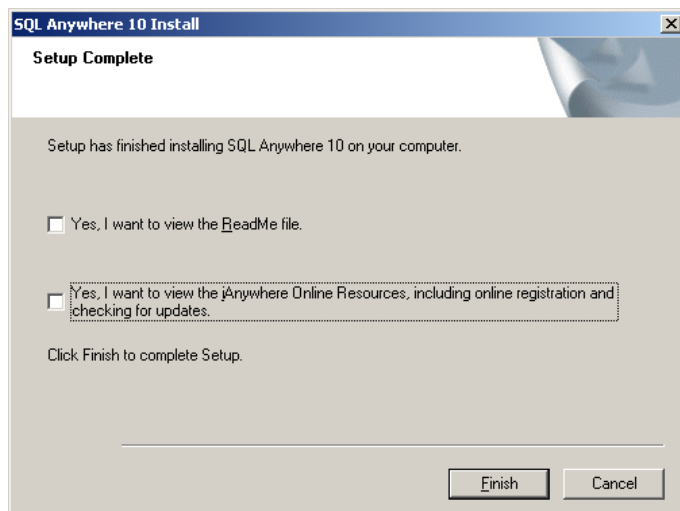 SQL Anywhere 10 Install
Setup Complete
Setup has finished installing SQL Anywhere 10 on your computer.
Yes, I want to view the ReadMe file.
Yes, I want to view the iAnywhere Online Resources, including online registration and
checking for updates.
Click Finish to complete Setup.
Finish
Cancel